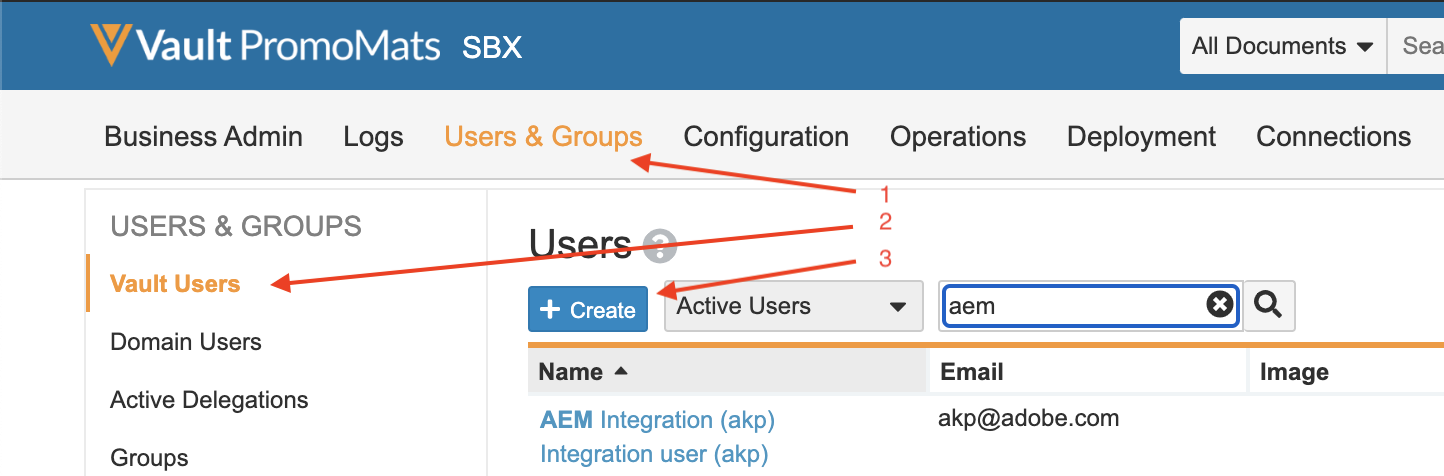 Vault PromoMats SBX
All Documents Sea
Business Admin Logs Users & Groups Configuration Operations Deployment Connections
1
USERS & GROUPS
2
Users ?
3
Vault Users
+ Create Active Users aem
Domain Users
Name Email Image
Active Delegations
AEM Integration (akp) akp@adobe.com
Integration user (akp)
Groups